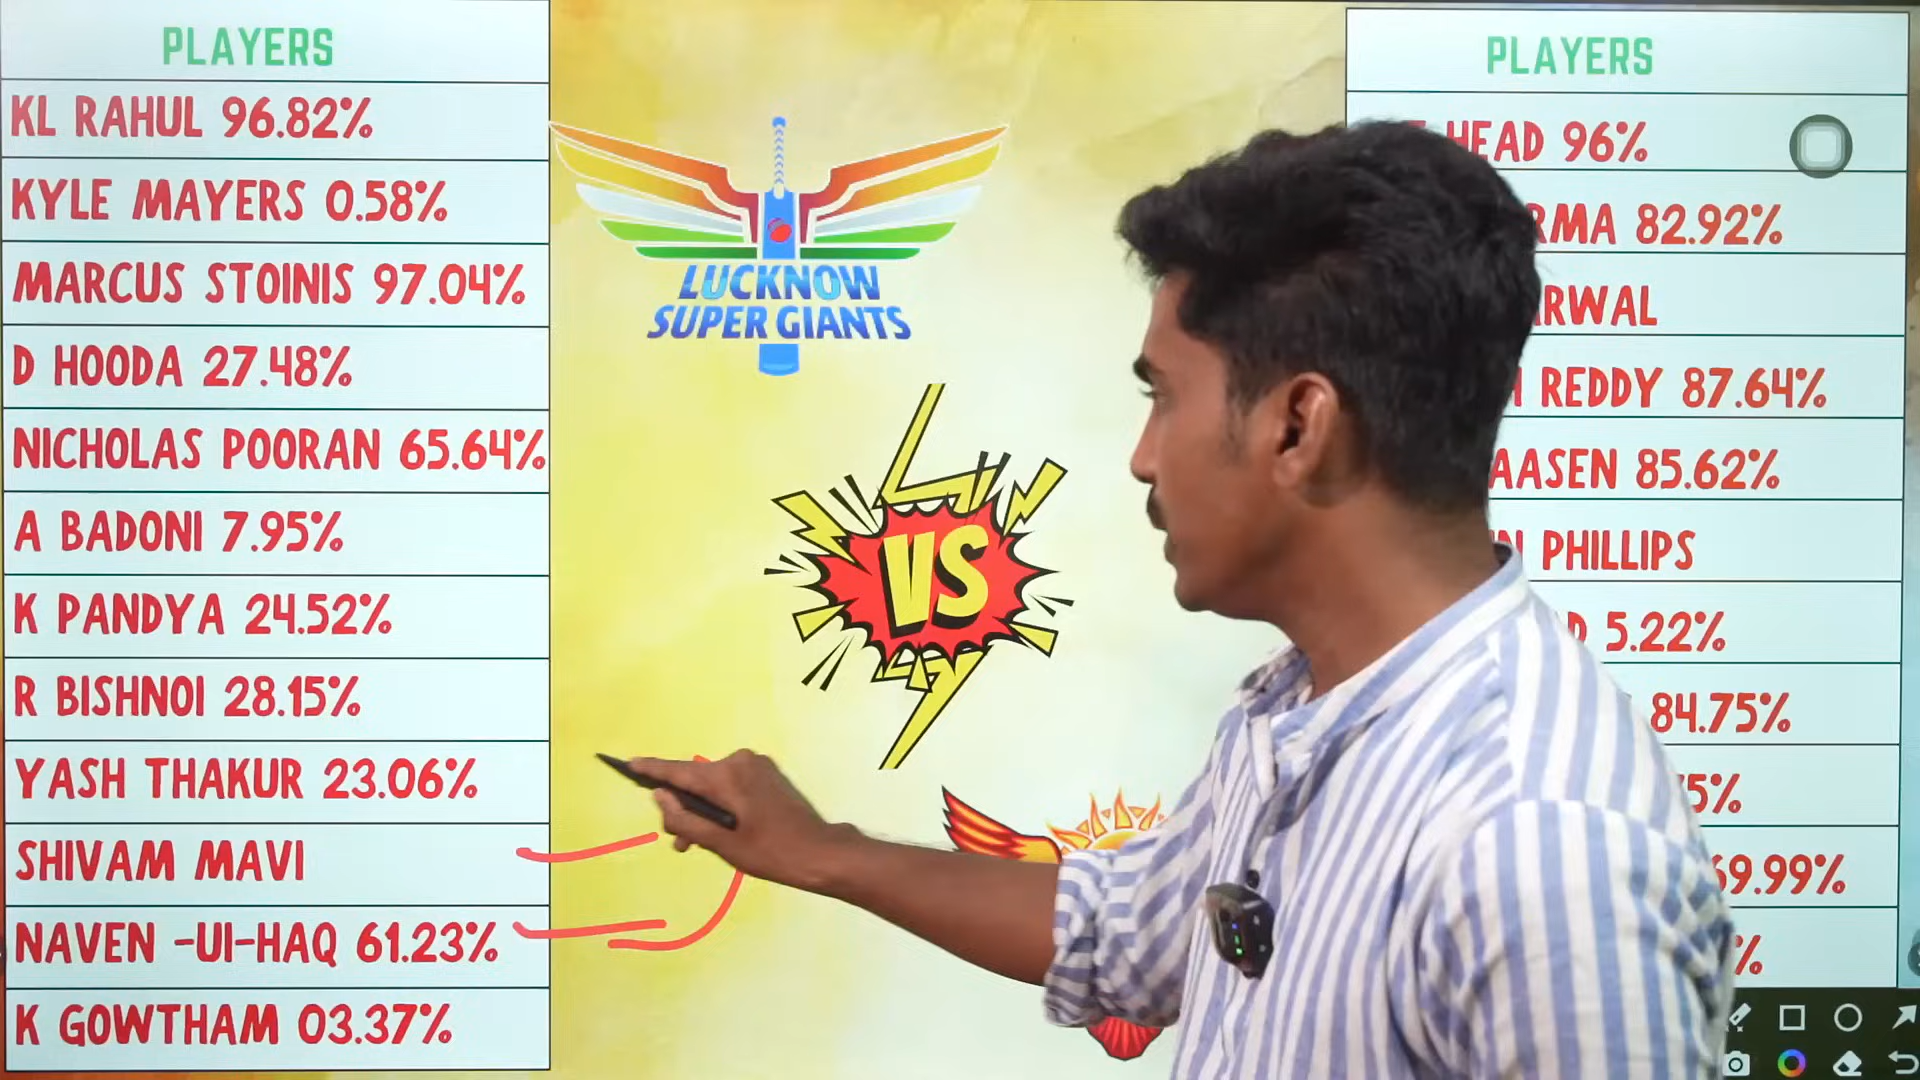 PLAYERS
KL RAHUL 96.82%
KYLE MAYERS 0.58%
MARCUS STOINIS 97.04%
D HOODA 27.48%
NICHOLAS POORAN 65.64%
A BADONI 7.95%
K PANDYA 24.52%
R BISHNOI 28.15%
YASH THAKUR 23.06%
SHIVAM MAVI
NAVEN -UI-HAQ 61.23%
K GOWTHAM 03.37%
LUCKNOW
SUPER GIANTS
VS
PLAYERS
HEAD 96%
RMA 82.92%
RWAL
REDDY 87.64%
AASEN 85.62%
PHILLIPS
5.22%
84.75%
5%
69.99%
%